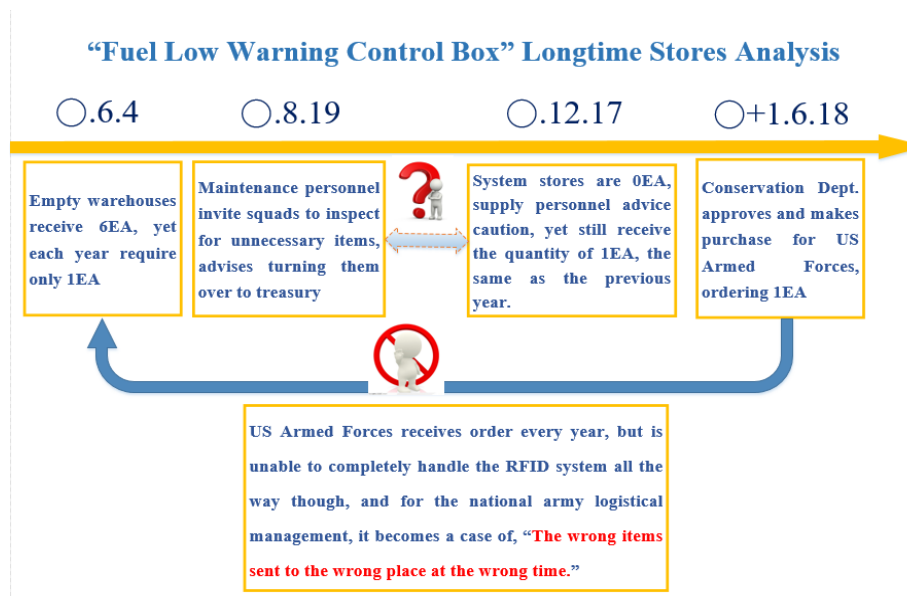 “Fuel Low Warning Control Box” Longtime Stores Analysis
◯.6.4
◯.8.19
◯.12.17
◯+1.6.18
Empty warehouses
receive 6EA, yet
each year require
only 1EA
Maintenance personnel
invite squads to inspect
for unnecessary items,
advises turning them
over to treasury
?
System stores are 0EA,
supply personnel advice
caution, yet still receive
the quantity of 1EA, the
same as the previous
year.
Conservation Dept.
approves and makes
purchase for US
Armed Forces,
ordering 1EA
US Armed Forces receives order every year, but is
unable to completely handle the RFID system all the
way though, and for the national army logistical
management, it becomes a case of, “The wrong items
sent to the wrong place at the wrong time.”